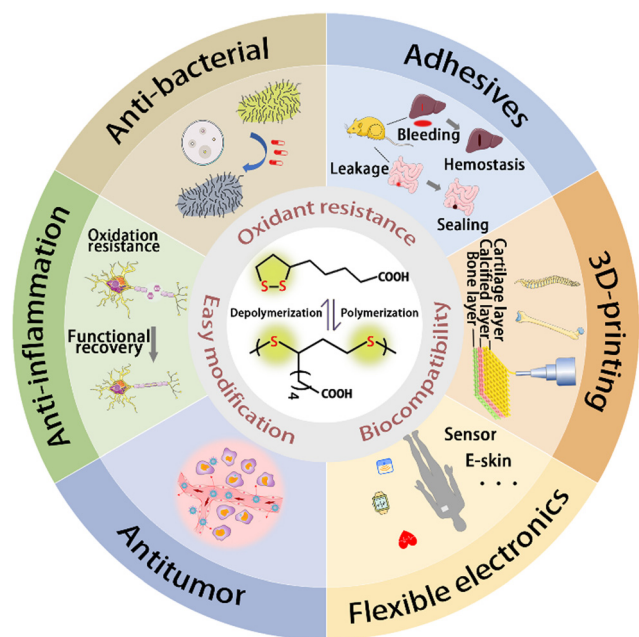 Anti-bacterial
Adhesives
Bleeding
Hemostasis
Leakage
Sealing
3D-printing
Cartilage layer
Calcified layer
Bone layer
Flexible electronics
Sensor
E-skin
. . .
Antitumor
Anti-inflammation
Oxidation
resistance
Functional
recovery
Oxidant resistance
Easy modification
Biocompatibility
S-S
COOH
Depolymerization
Polymerization
S
S
4
COOH